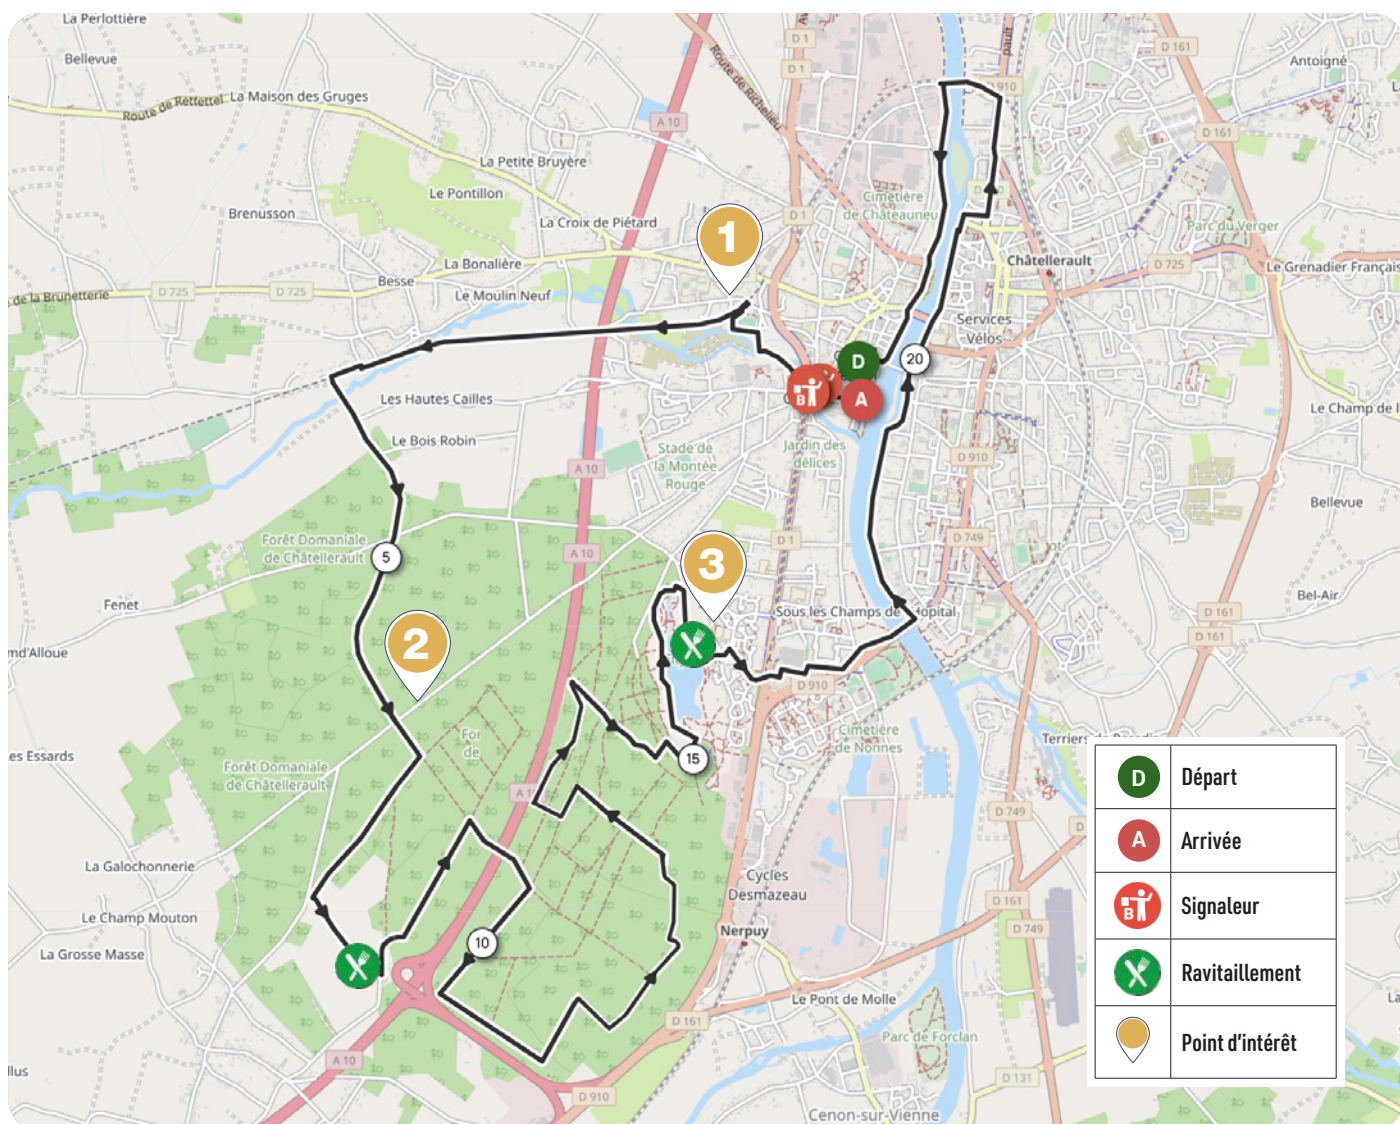 La Perlottière
Bellevue
Route de Rettettel
La Maison des Gruges
La Petite Bruyère
Le Pontillon
Brenusson
La Croix de Piétard
La Bonalière
Besse
Le Moulin Neuf
de la Brunetterie
D 725
D 725
A 10
D 1
D 1
D 1
Route de Richelieu
D 910
D 161
Antoigné
D 161
Cimetière
de Châteauneu
Parc du Verger
Châtellerault
D 725
Le Grenadier Français
1
Services
Vélos
D
20
A
B
Les Hautes Cailles
Le Bois Robin
Stade de
la Montée
Rouge
Jardin des
délices
Le Champ de l
D 910
A 10
Bellevue
Forêt Domaniale
de Châtellerault
5
A 10
D 1
D 749
3
Fenet
Sous les Champs de
opital
Bel-Air
D 161
D 161
md'Alloue
2
D 910
Cimetière
de Nonnes
es Essards
Forêt Domaniale
de Châtellerault
For
de
15
Terriers de
D 749
La Galochonnerie
Le Champ Mouton
La Grosse Masse
10
Cycles
Desmazeau
Nerpuy
D 161
D 749
Le Pont de Molle
D 161
Parc de Forclan
A 10
D 910
D 131
llus
Cenon-sur-Vienne
D
Départ
A
Arrivée
B
Signaleur
Ravitaillement
Point d'intérêt